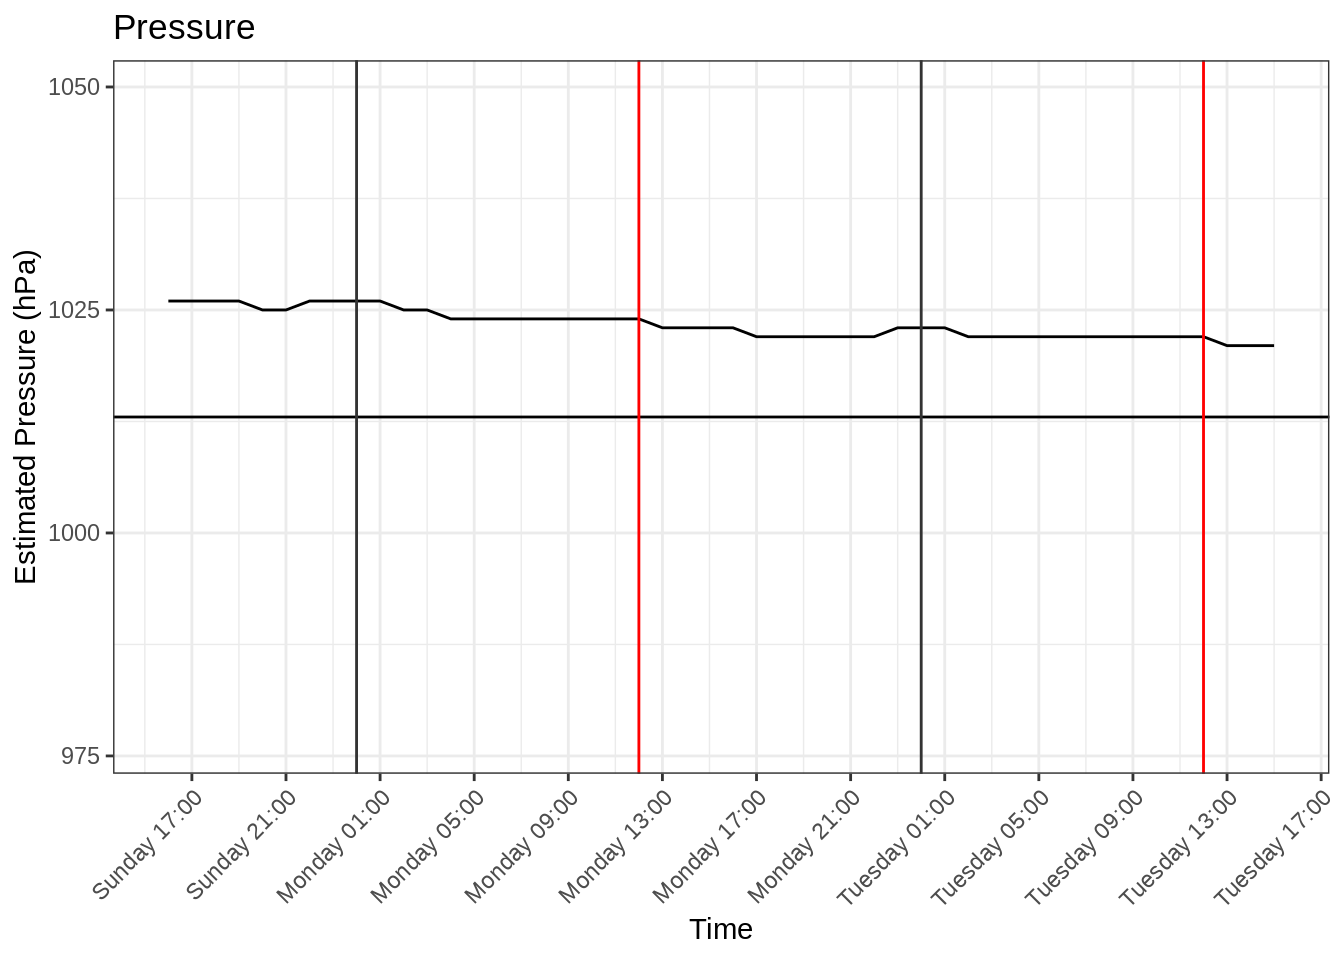 Pressure
Estimated Pressure (hPa)
1050
1025
1000
975
Sunday 17:00
Sunday 21:00
Monday 01:00
Monday 05:00
Monday 09:00
Monday 13:00
Monday 17:00
Monday 21:00
Tuesday 01:00
Tuesday 05:00
Tuesday 09:00
Tuesday 13:00
Tuesday 17:00
Time